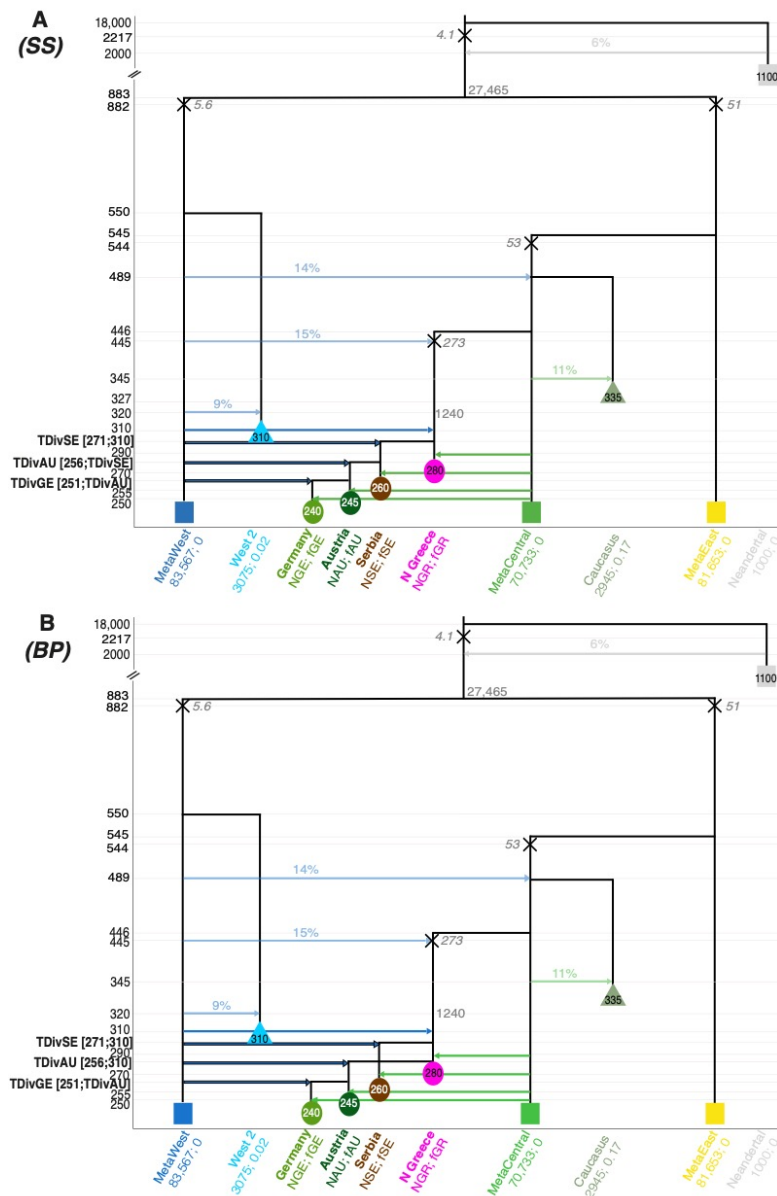 A
(SS)
18,000
2217
2000
4.1
6%
1100
883
882
27,465
5.6
51
550
545
544
53
489
14%
446
445
15%
273
345
11%
327
320
9%
335
310
1240
310
TDivSE [271;310]
290
TDivAU [256;TDivSE]
270
280
TDivGE [251;TDivAU]
260
255
250
240
245
MetaWest
83,567; 0
West 2
3075; 0.02
Germany
NGE; fGE
Austria
NAU; fAU
Serbia
NSE; fSE
N Greece
NGR; fGR
MetaCentral
70,733; 0
Caucasus
2945; 0.17
MetaEast
81,653; 0
Neandertal
1000; 0
B
(BP)
18,000
2217
2000
4.1
6%
1100
883
882
27,465
5.6
51
550
545
544
53
489
14%
446
445
15%
273
345
11%
335
320
9%
310
1240
310
TDivSE [271;310]
290
TDivAU [256;310]
270
280
TDivGE [251;TDivAU]
260
255
250
240
245
MetaWest
83,567; 0
West 2
3075; 0.02
Germany
NGE; fGE
Austria
NAU; fAU
Serbia
NSE; fSE
N Greece
NGR; fGR
MetaCentral
70,733; 0
Caucasus
2945; 0.17
MetaEast
81,653; 0
Neandertal
1000; 0